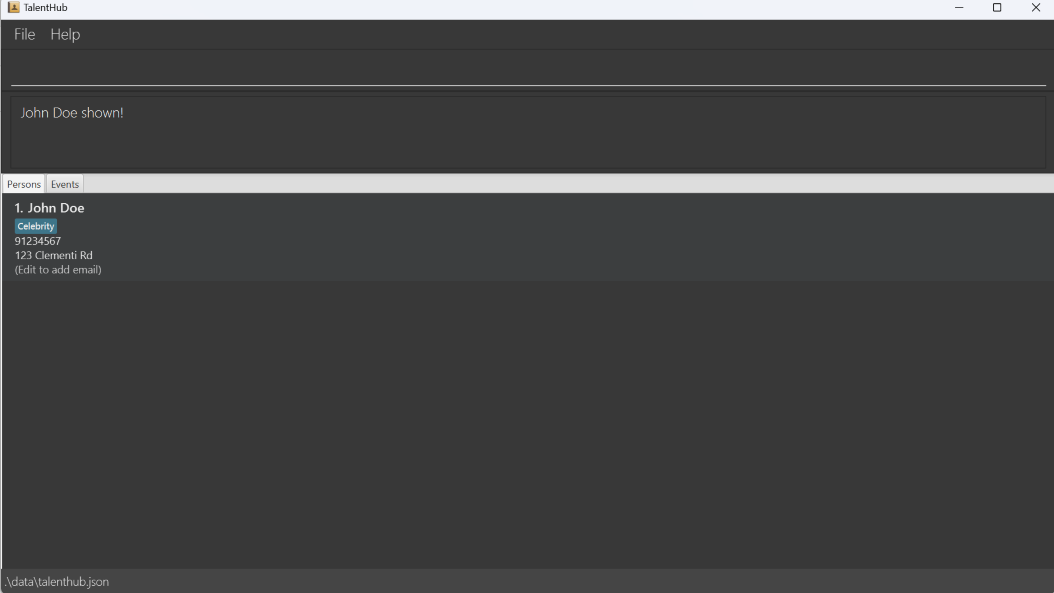 TalentHub
File Help
John Doe shown!
Persons Events
1. John Doe
Celebrity
91234567
123 Clementi Rd
(Edit to add email)
.\data\talenthub.json